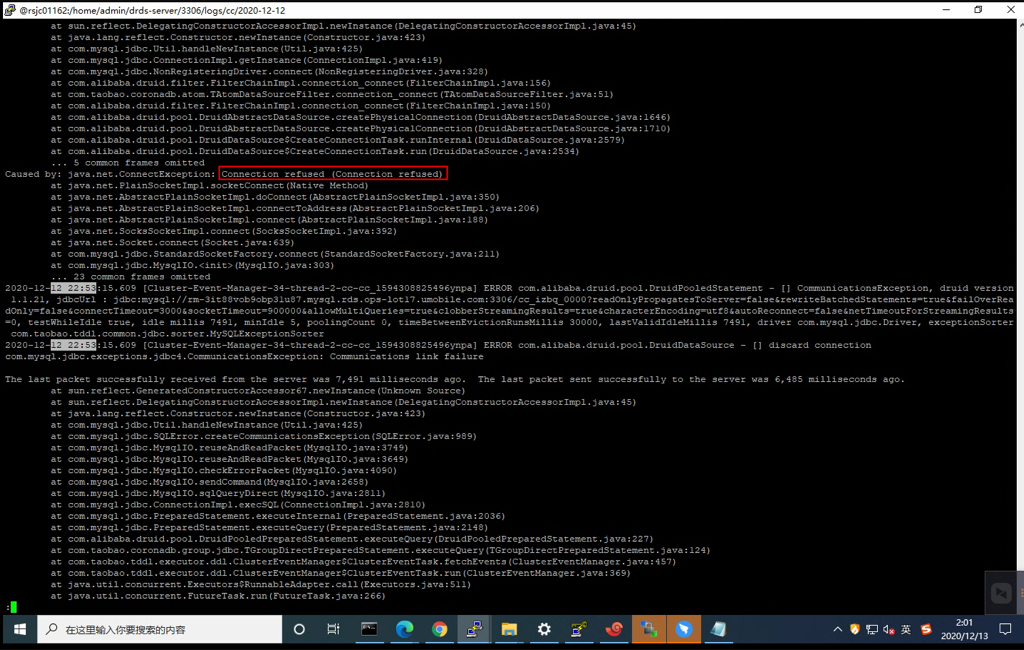 @rsjc01162:/home/admin/drds-server/3306/logs/cc/2020-12-12
at sun.reflect.DelegatingConstructorAccessorImpl.newInstance(DelegatingConstructorAccessorImpl.java:45)
at java.lang.reflect.Constructor.newInstance(Constructor.java:423)
at com.mysql.jdbc.Util.handleNewInstance(Util.java:425)
at com.mysql.jdbc.ConnectionImpl.getInstance(ConnectionImpl.java:419)
at com.mysql.jdbc.NonRegisteringDriver.connect(NonRegisteringDriver.java:328)
at com.alibaba.druid.filter.FilterChainImpl.connection_connect(FilterChainImpl.java:156)
at com.taobao.coronadb.atom.TAtomDataSourceFilter.connection_connect(TAtomDataSourceFilter.java:51)
at com.alibaba.druid.filter.FilterChainImpl.connection_connect(FilterChainImpl.java:150)
at com.alibaba.druid.pool.DruidAbstractDataSource.createPhysicalConnection(DruidAbstractDataSource.java:1646)
at com.alibaba.druid.pool.DruidAbstractDataSource.createPhysicalConnection(DruidAbstractDataSource.java:1710)
at com.alibaba.druid.pool.DruidDataSource$CreateConnectionTask.runInternal(DruidDataSource.java:2579)
at com.alibaba.druid.pool.DruidDataSource$CreateConnectionTask.run(DruidDataSource.java:2534)
... 5 common frames omitted
Caused by: java.net.ConnectException: Connection refused (Connection refused)
at java.net.PlainSocketImpl.socketConnect(Native Method)
at java.net.AbstractPlainSocketImpl.doConnect(AbstractPlainSocketImpl.java:350)
at java.net.AbstractPlainSocketImpl.connectToAddress(AbstractPlainSocketImpl.java:206)
at java.net.AbstractPlainSocketImpl.connect(AbstractPlainSocketImpl.java:188)
at java.net.SocksSocketImpl.connect(SocksSocketImpl.java:392)
at java.net.Socket.connect(Socket.java:639)
at com.mysql.jdbc.StandardSocketFactory.connect(StandardSocketFactory.java:211)
at com.mysql.jdbc.MysqlIO.<init>(MysqlIO.java:303)
... 23 common frames omitted
2020-12-12 22:53:15.609 [Cluster-Event-Manager-34-thread-2-cc-cc_1594308825496ynpa] ERROR com.alibaba.druid.pool.DruidPooledStatement - [] CommunicationsException, druid version
1.1.21, jdbcUrl : jdbc:mysql://rm-3it88vob9obp3lu87.mysql.rds.ops-lot17.umobile.com:3306/cc_izbq_0000?readOnlyPropagatesToServer=false&rewriteBatchedStatements=true&failOverRe
adOnly=false&connectTimeout=3000&socketTimeout=900000&allowMultiQueries=true&clobberStreamingResults=true&characterEncoding=utf8&autoReconnect=false&netTimeoutForStreamingResults
=0, testWhileIdle true, idle millis 7491, minIdle 5, poolingCount 0, timeBetweenEvictionRunsMillis 30000, lastValidIdleMillis 7491, driver com.mysql.jdbc.Driver, exceptionSorter
com.taobao.tddl.common.jdbc.sorter.MySQLExceptionSorter
2020-12-12 22:53:15.609 [Cluster-Event-Manager-34-thread-2-cc-cc_1594308825496ynpa] ERROR com.alibaba.druid.pool.DruidDataSource - [] discard connection
com.mysql.jdbc.exceptions.jdbc4.CommunicationsException: Communications link failure
The last packet successfully received from the server was 7,491 milliseconds ago.  The last packet sent successfully to the server was 6,485 milliseconds ago.
at sun.reflect.GeneratedConstructorAccessor67.newInstance(Unknown Source)
at sun.reflect.DelegatingConstructorAccessorImpl.newInstance(DelegatingConstructorAccessorImpl.java:45)
at java.lang.reflect.Constructor.newInstance(Constructor.java:423)
at com.mysql.jdbc.Util.handleNewInstance(Util.java:425)
at com.mysql.jdbc.SQLError.createCommunicationsException(SQLError.java:989)
at com.mysql.jdbc.MysqlIO.reuseAndReadPacket(MysqlIO.java:3749)
at com.mysql.jdbc.MysqlIO.reuseAndReadPacket(MysqlIO.java:3649)
at com.mysql.jdbc.MysqlIO.checkErrorPacket(MysqlIO.java:4090)
at com.mysql.jdbc.MysqlIO.sendCommand(MysqlIO.java:2658)
at com.mysql.jdbc.MysqlIO.sqlQueryDirect(MysqlIO.java:2811)
at com.mysql.jdbc.ConnectionImpl.execSQL(ConnectionImpl.java:2810)
at com.mysql.jdbc.PreparedStatement.executeInternal(PreparedStatement.java:2036)
at com.mysql.jdbc.PreparedStatement.executeQuery(PreparedStatement.java:2148)
at com.alibaba.druid.pool.DruidPooledPreparedStatement.executeQuery(DruidPooledPreparedStatement.java:227)
at com.taobao.coronadb.group.jdbc.TGroupDirectPreparedStatement.executeQuery(TGroupDirectPreparedStatement.java:124)
at com.taobao.tddl.executor.ddl.ClusterEventManager$ClusterEventTask.fetchEvents(ClusterEventManager.java:457)
at com.taobao.tddl.executor.ddl.ClusterEventManager$ClusterEventTask.run(ClusterEventManager.java:369)
at java.util.concurrent.Executors$RunnableAdapter.call(Executors.java:511)
at java.util.concurrent.FutureTask.run(FutureTask.java:266)
:
在这里输入你要搜索的内容
英
2:01
2020/12/13